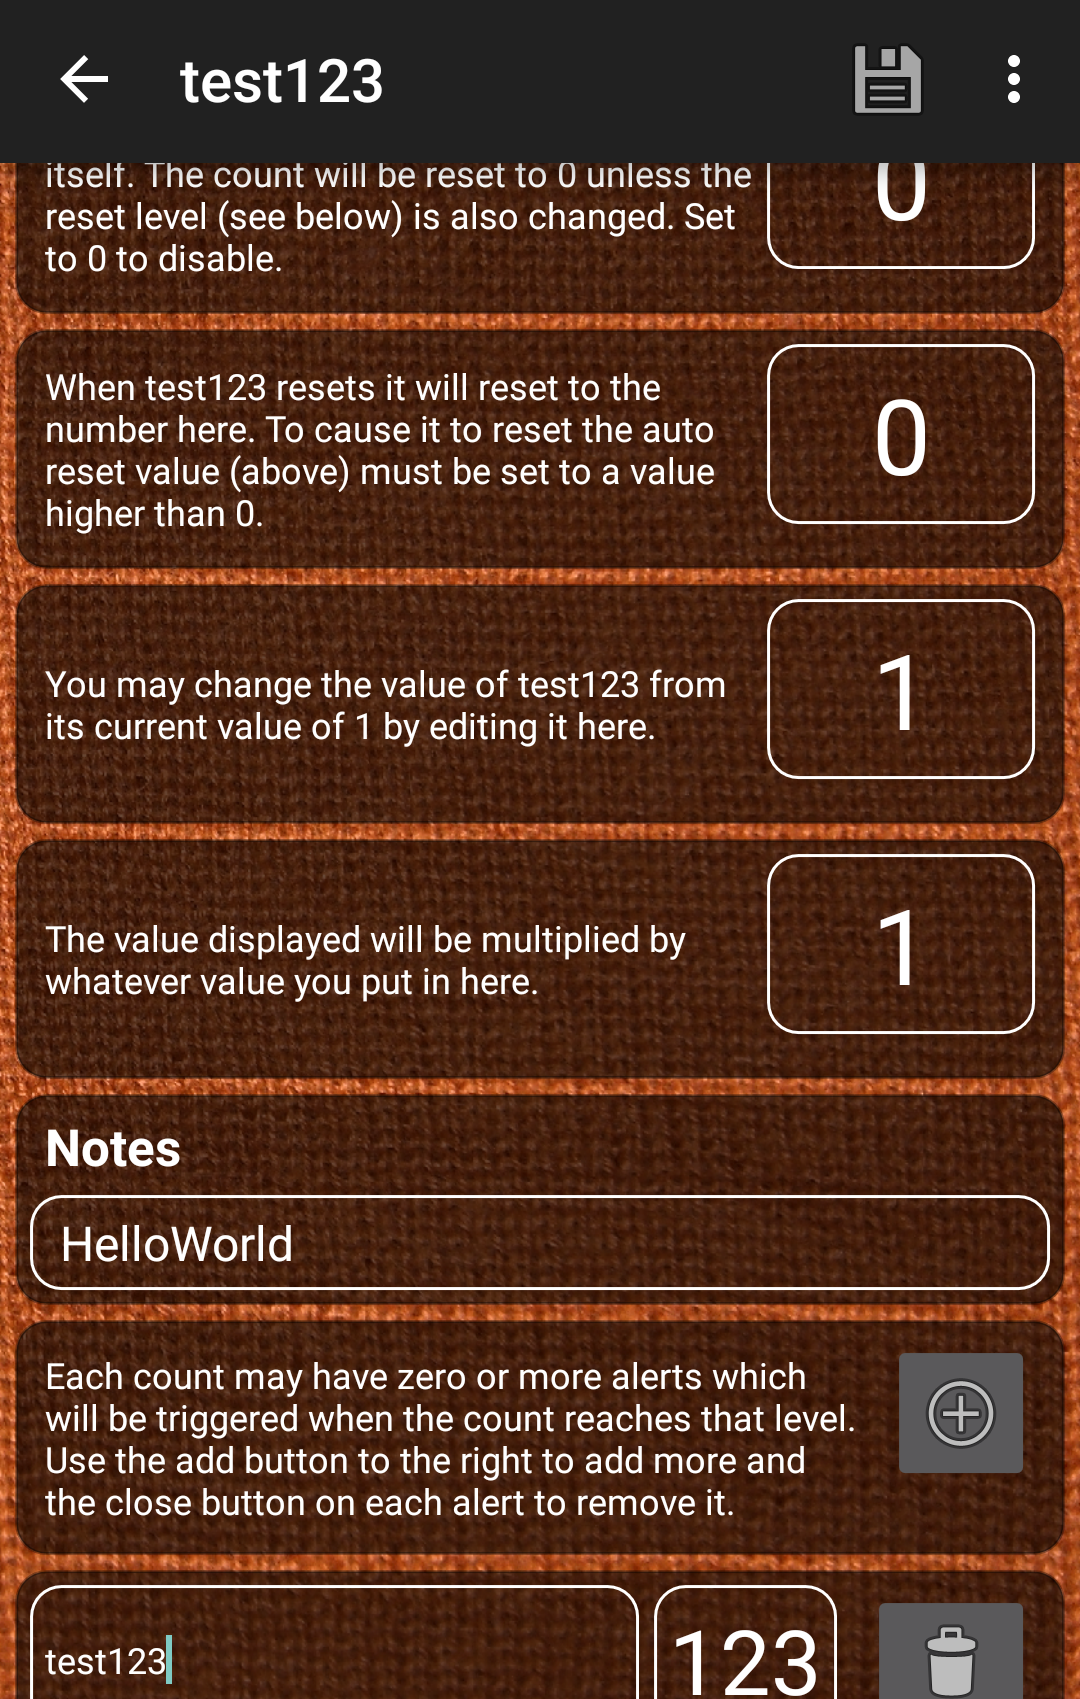 test123
itself. The count will be reset to 0 unless the
reset level (see below) is also changed. Set
to 0 to disable.
0
When test123 resets it will reset to the
number here. To cause it to reset the auto
reset value (above) must be set to a value
higher than 0.
0
You may change the value of test123 from
its current value of 1 by editing it here.
1
The value displayed will be multiplied by
whatever value you put in here.
1
Notes
HelloWorld
Each count may have zero or more alerts which
will be triggered when the count reaches that level.
Use the add button to the right to add more and
the close button on each alert to remove it.
test123
123